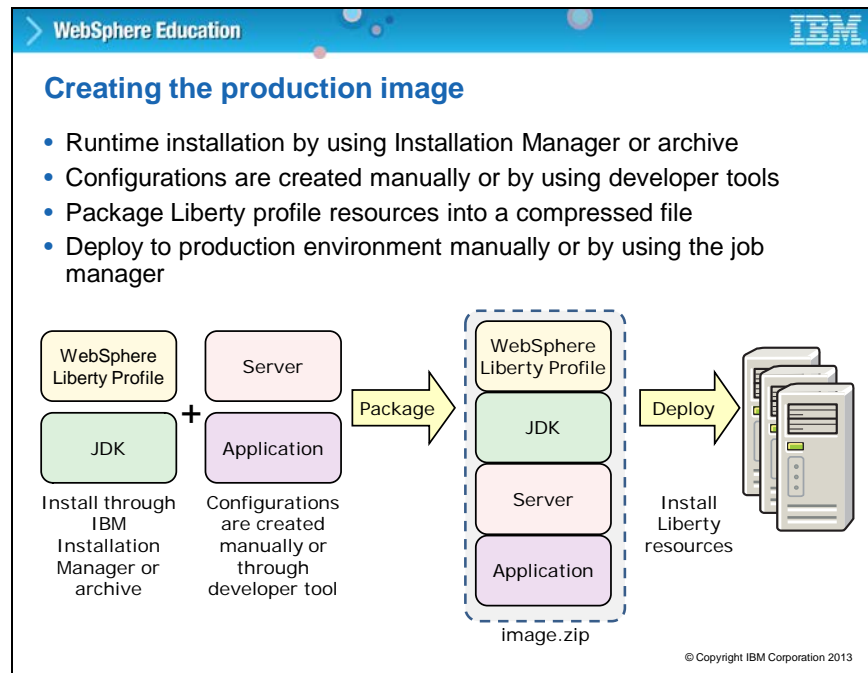 WebSphere Education
IBM
Creating the production image
• Runtime installation by using Installation Manager or archive
• Configurations are created manually or by using developer tools
• Package Liberty profile resources into a compressed file
• Deploy to production environment manually or by using the job
manager
WebSphere
Liberty Profile
JDK
Install through
IBM
Installation
Manager or
archive
+
Server
Application
Configurations
are created
manually or
through
developer tool
Package
WebSphere
Liberty Profile
JDK
Server
Application
image.zip
Deploy
Install
Liberty
resources
© Copyright IBM Corporation 2013